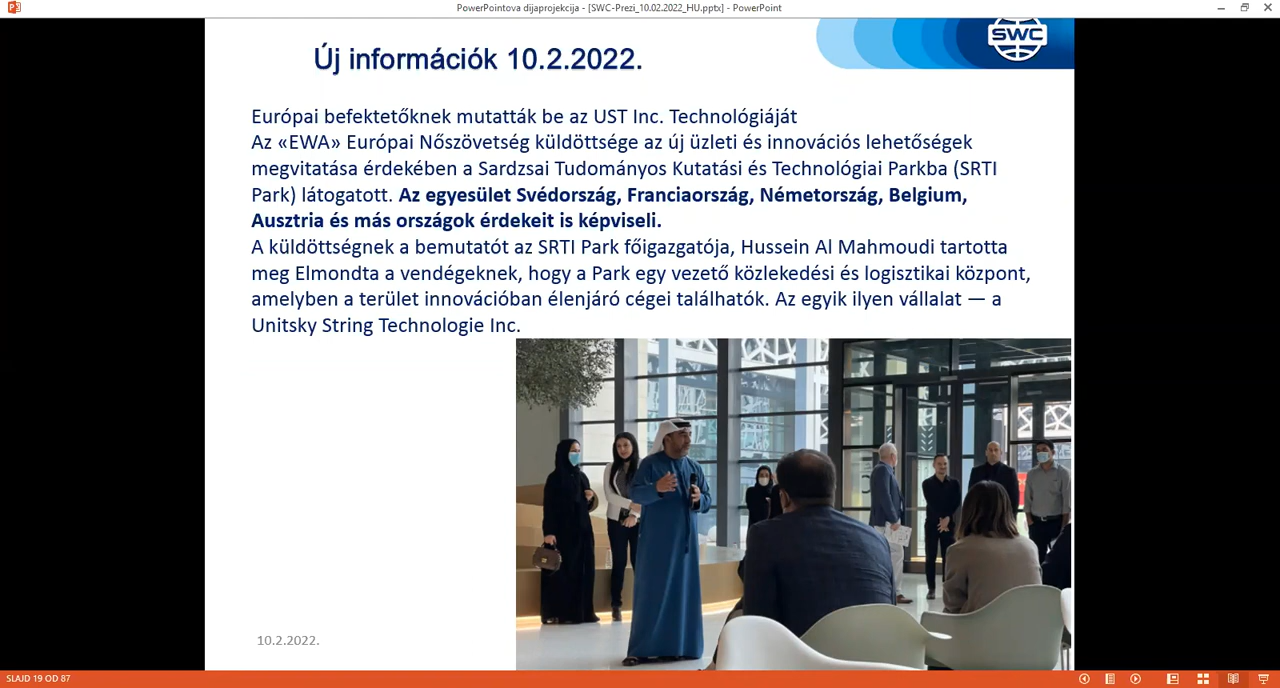 PowerPointova dijaprojekcija - [SWC-Prezi_10.02.2022_HU.pptx] - PowerPoint
SWC
Új információk 10.2.2022.
Európai befektetőknek mutatták be az UST Inc. Technológiáját
Az «EWA» Európai Nőszövetség küldöttsége az új üzleti és innovációs lehetőségek
megvitatása érdekében a Sardzsai Tudományos Kutatási és Technológiai Parkba (SRTI
Park) látogatott. Az egyesület Svédország, Franciaország, Németország, Belgium,
Ausztria és más országok érdekeit is képviseli.
A küldöttségnek a bemutatót az SRTI Park főigazgatója, Hussein Al Mahmoudi tartotta
meg Elmondta a vendégeknek, hogy a Park egy vezető közlekedési és logisztikai központ,
amelyben a terület innovációban élenjáró cégei találhatók. Az egyik ilyen vállalat — a
Unitsky String Technologie Inc.
10.2.2022.
SLAJD 19 OD 87